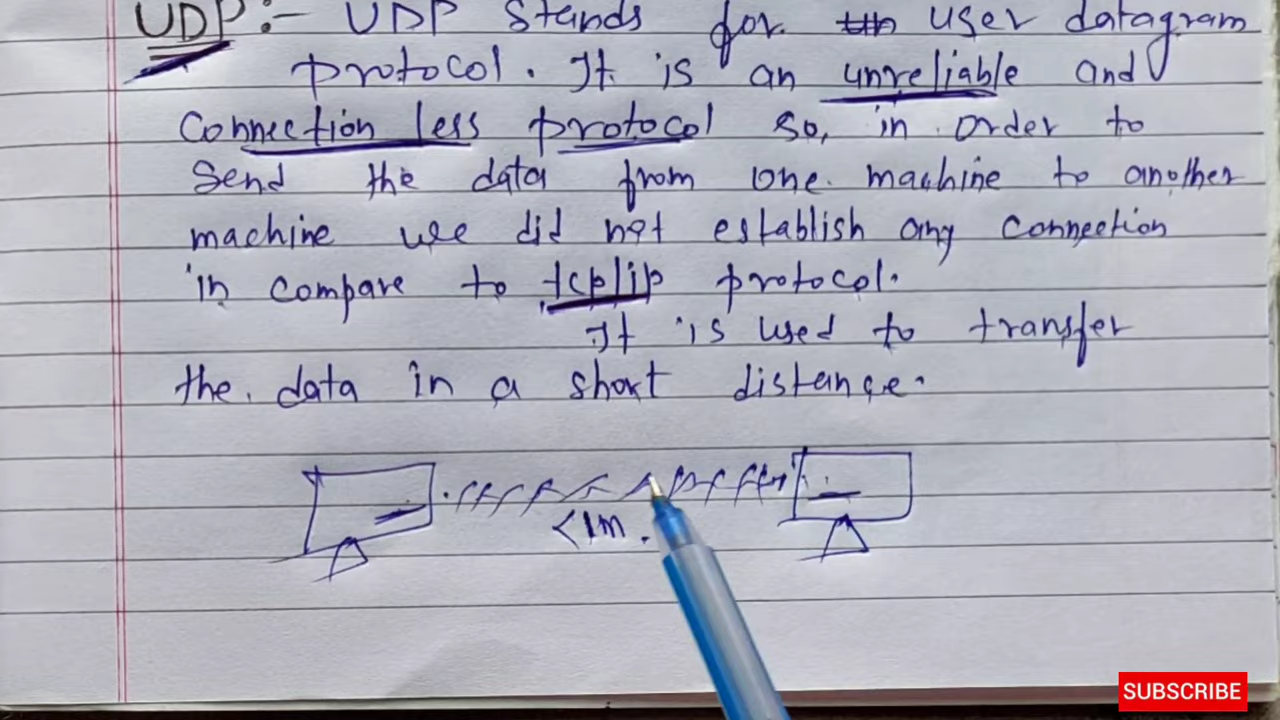 UDP :- UDP stands for user datagram
protocol. It is an unreliable and
Connection less protocol so, in order to
Send the data from one machine to another
machine we did not establish any connection
in compare to tcp/ip protocol.
It is used to transfer
the data in a short distance.
<1m.
SUBSCRIBE